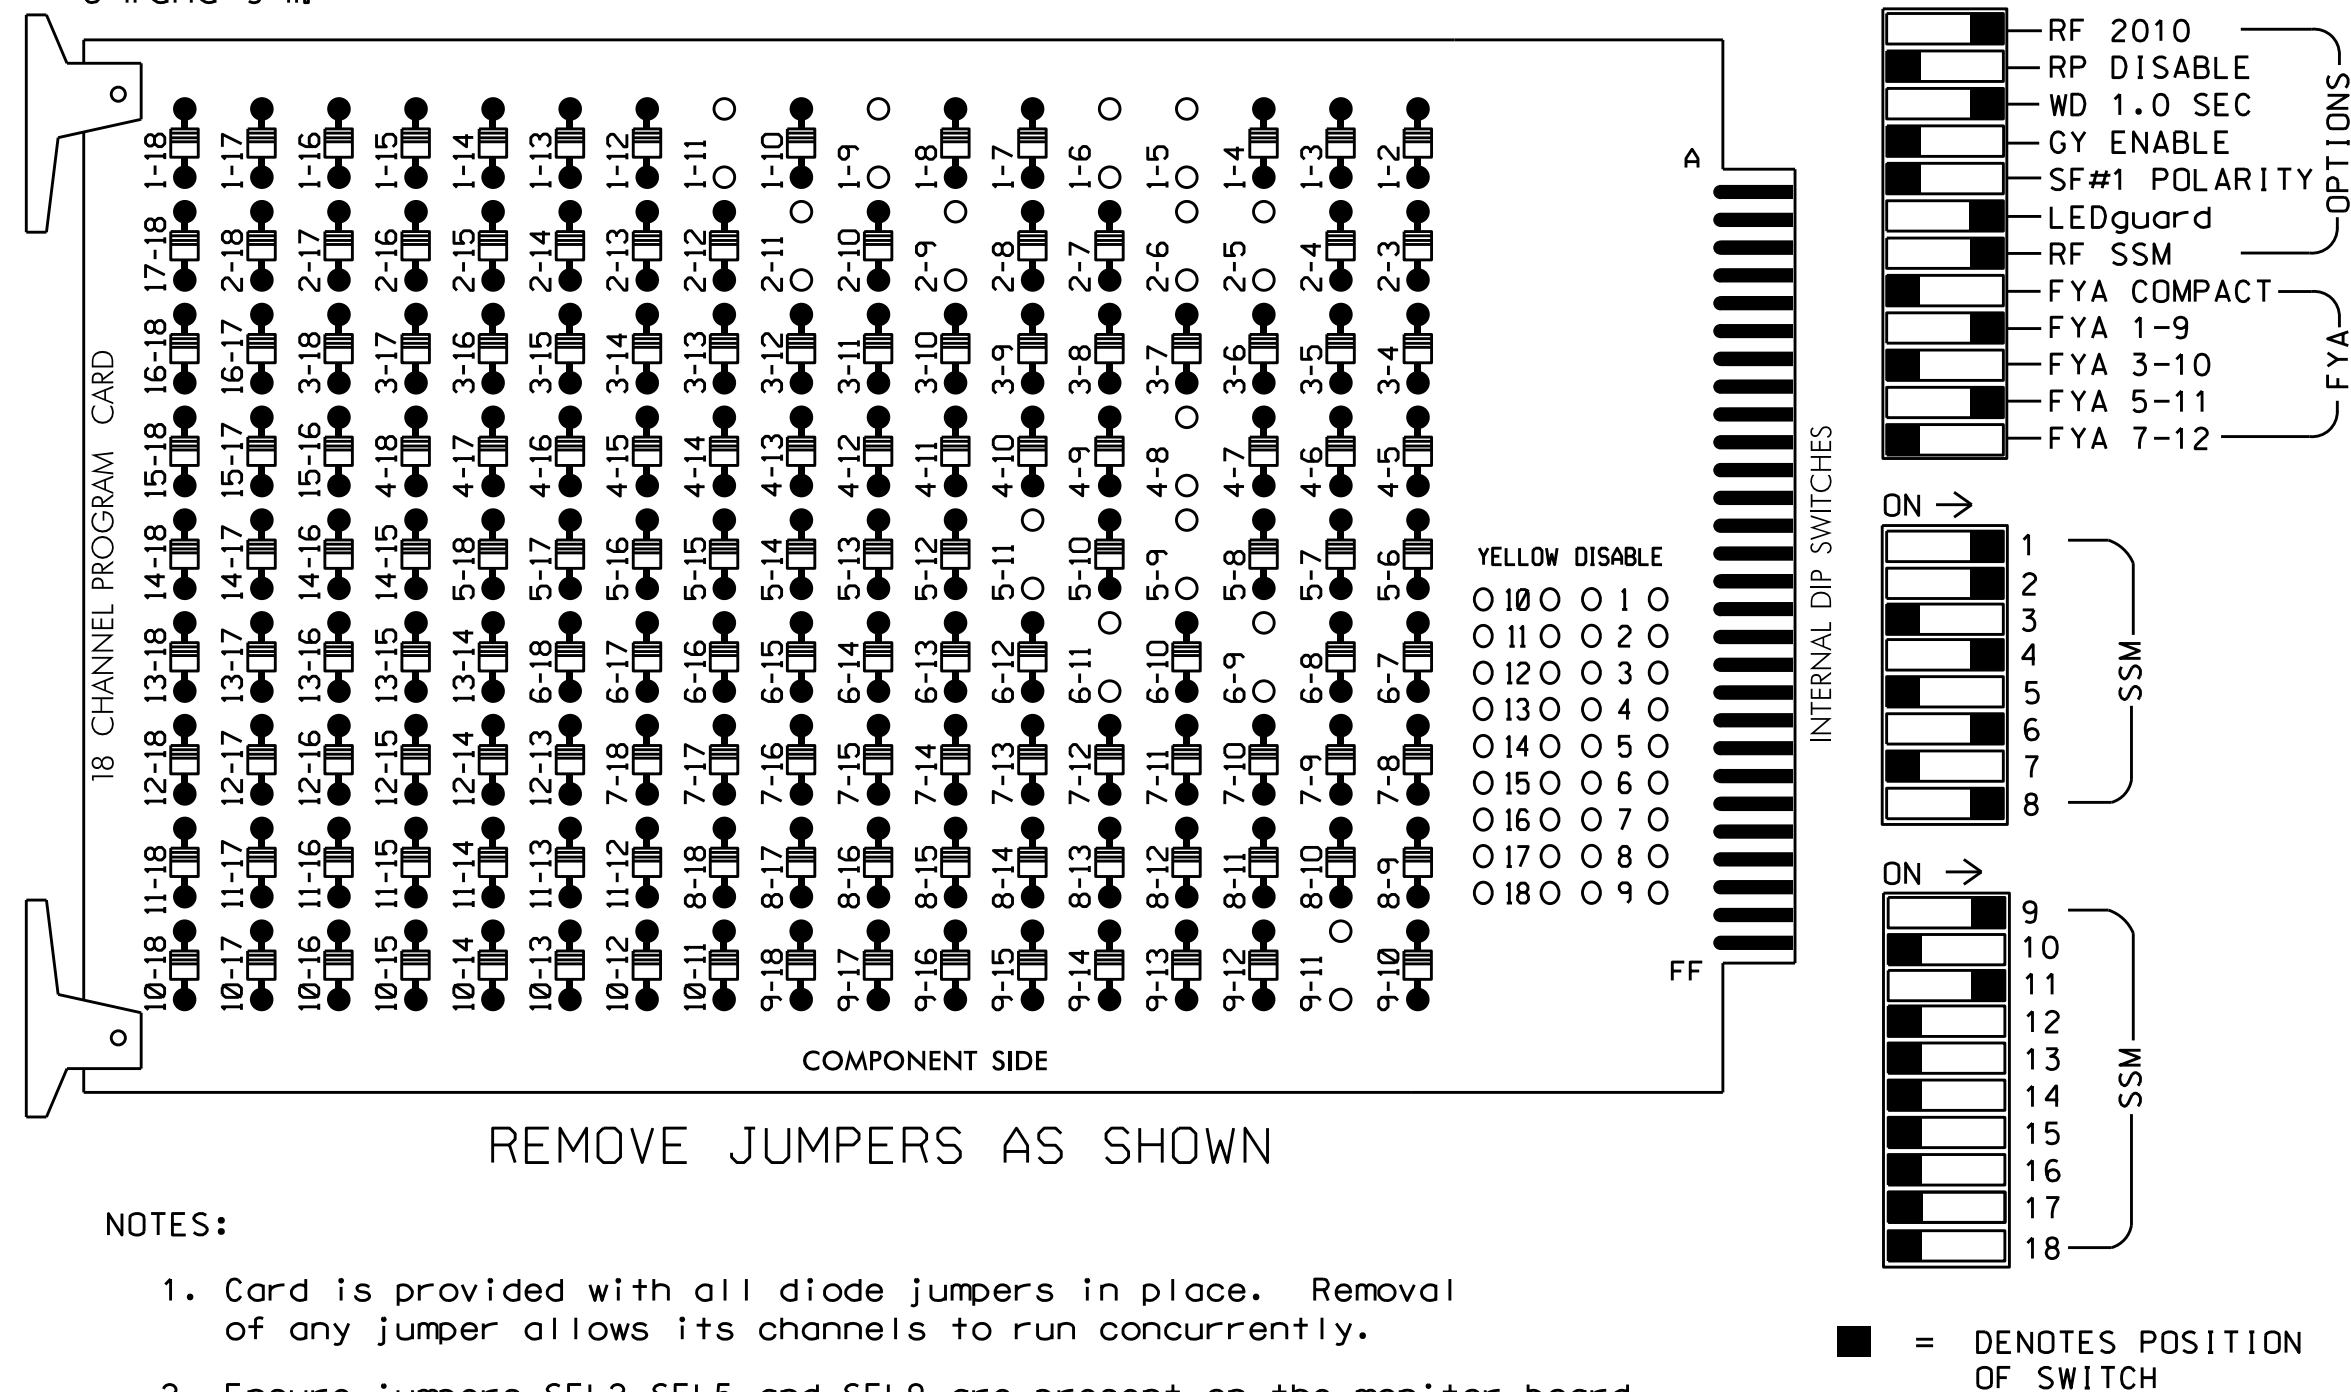 RF 2010
RP DISABLE
WD 1.0 SEC
GY ENABLE
SF#1 POLARITY
LEDguard
RF SSM
FYA COMPACT
FYA 1-9
FYA 3-10
FYA 5-11
FYA 7-12
OPTIONS
FYA
1-18 1-17 1-16 1-15 1-14 1-13 1-12 1-11 1-10 1-9 1-8 1-7 1-6 1-5 1-4 1-3 1-2
17-18 2-18 2-17 2-16 2-15 2-14 2-13 2-12 2-11 2-10 2-9 2-8 2-7 2-6 2-5 2-4 2-3
16-18 16-17 3-18 3-17 3-16 3-15 3-14 3-13 3-12 3-11 3-10 3-9 3-8 3-7 3-6 3-5 3-4
15-18 15-17 15-16 4-18 4-17 4-16 4-15 4-14 4-13 4-12 4-11 4-10 4-9 4-8 4-7 4-6 4-5
14-18 14-17 14-16 14-15 5-18 5-17 5-16 5-15 5-14 5-13 5-12 5-11 5-10 5-9 5-8 5-7 5-6
13-18 13-17 13-16 13-15 13-14 6-18 6-17 6-16 6-15 6-14 6-13 6-12 6-11 6-10 6-9 6-8 6-7
12-18 12-17 12-16 12-15 12-14 12-13 7-18 7-17 7-16 7-15 7-14 7-13 7-12 7-11 7-10 7-9 7-8
11-18 11-17 11-16 11-15 11-14 11-13 11-12 8-18 8-17 8-16 8-15 8-14 8-13 8-12 8-11 8-10 8-9
10-18 10-17 10-16 10-15 10-14 10-13 10-12 10-11 9-18 9-17 9-16 9-15 9-14 9-13 9-12 9-11 9-10
18 CHANNEL PROGRAM CARD
A
FF
YELLOW DISABLE
10 1
11 2
12 3
13 4
14 5
15 6
16 7
17 8
18 9
INTERNAL DIP SWITCHES
COMPONENT SIDE
ON
1
2
3
4
5
6
7
8
SSM
ON
9
10
11
12
13
14
15
16
17
18
SSM
REMOVE JUMPERS AS SHOWN
NOTES:
1. Card is provided with all diode jumpers in place. Removal
of any jumper allows its channels to run concurrently.
= DENOTES POSITION
OF SWITCH
2. Ensure jumpers SEL2-SEL5 and SEL9 are present on the monitor board.